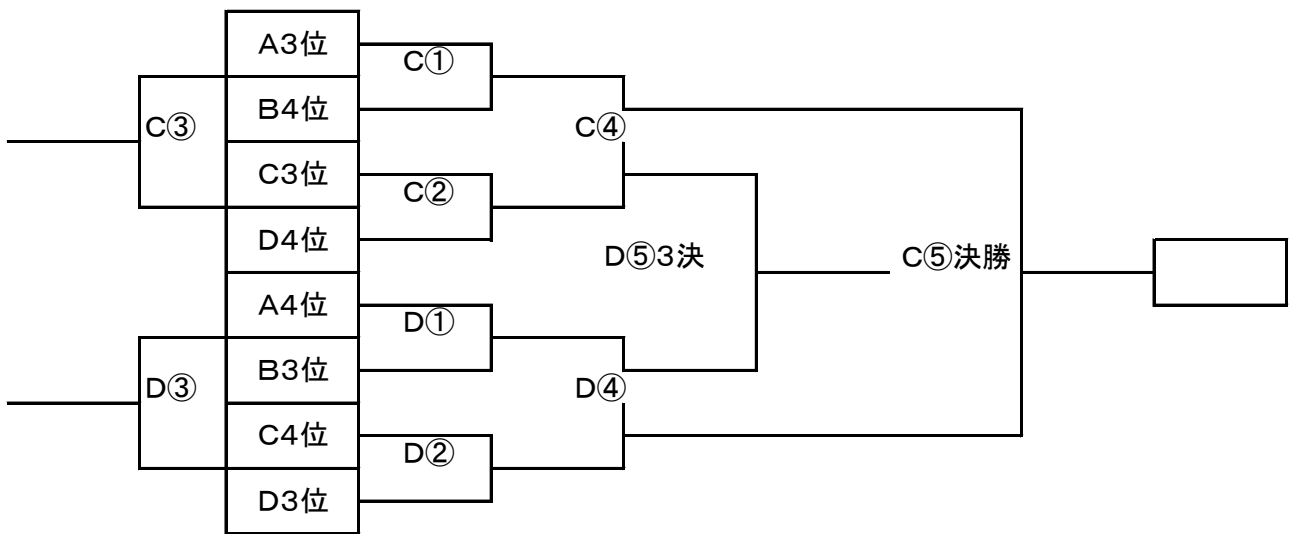 A3位
C①
B4位
C③
C④
C3位
C②
D4位
D⑤3決
C⑤決勝
A4位
D①
B3位
D③
D④
C4位
D②
D3位